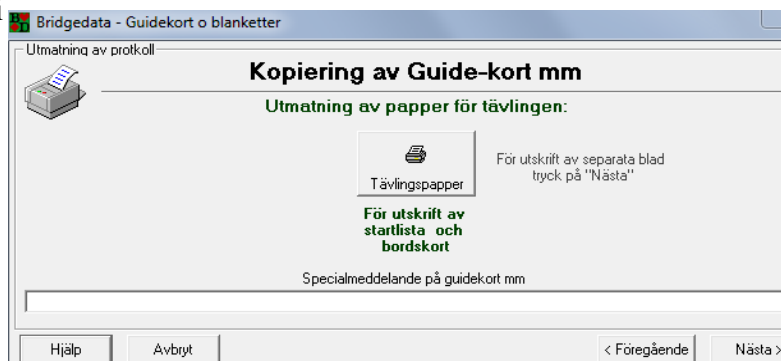 Bridgedata - Guidekort o blanketter
Utmatning av protkoll
Kopiering av Guide-kort mm
Utmatning av papper för tävlingen:
Tävlingspapper
För utskrift av separata blad
tryck på "Nästa"
För utskrift av
startlista och
bordskort
Specialmeddelande på guidekort mm
Hjälp
Avbryt
< Föregående
Nästa >